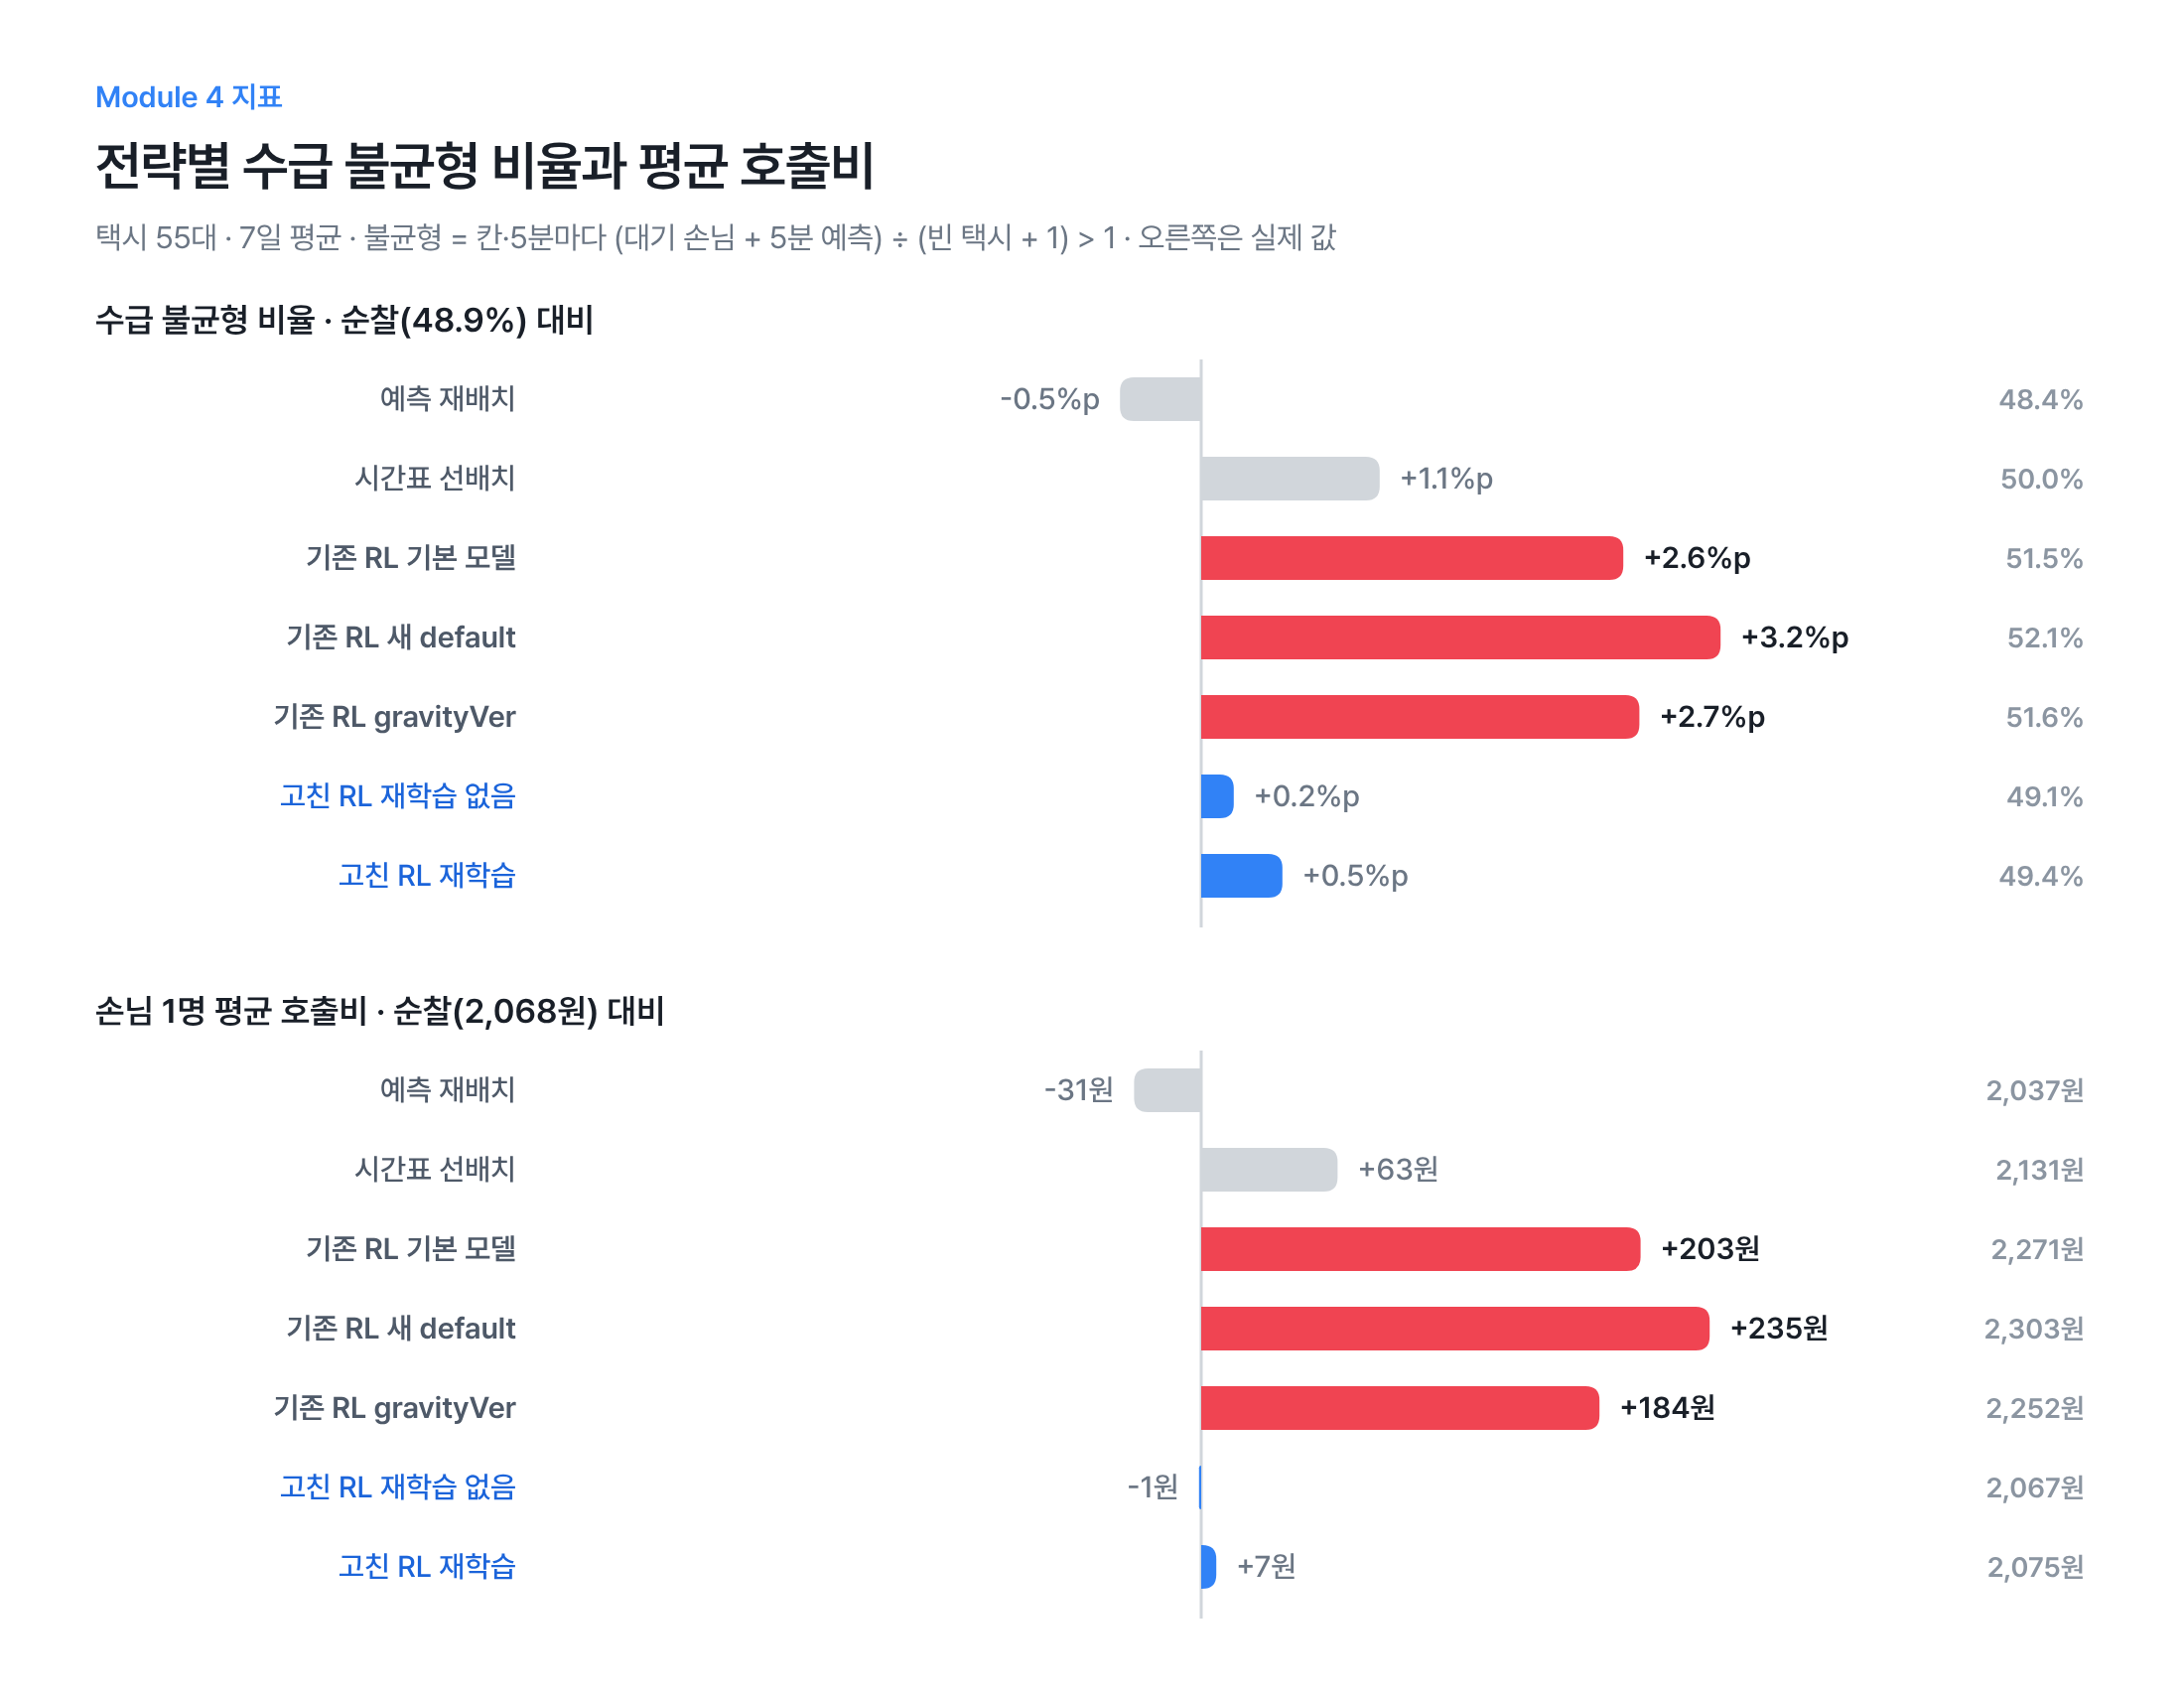 Module 4 지표
전략별 수급 불균형 비율과 평균 호출비
택시 55대 · 7일 평균 · 불균형 = 칸·5분마다 (대기 손님 + 5분 예측) ÷ (빈 택시 + 1) > 1 · 오른쪽은 실제 값
수급 불균형 비율 · 순찰(48.9%) 대비
예측 재배치 -0.5%p 48.4%
시간표 선배치 +1.1%p 50.0%
기존 RL 기본 모델 +2.6%p 51.5%
기존 RL 새 default +3.2%p 52.1%
기존 RL gravityVer +2.7%p 51.6%
고친 RL 재학습 없음 +0.2%p 49.1%
고친 RL 재학습 +0.5%p 49.4%
손님 1명 평균 호출비 · 순찰(2,068원) 대비
예측 재배치 -31원 2,037원
시간표 선배치 +63원 2,131원
기존 RL 기본 모델 +203원 2,271원
기존 RL 새 default +235원 2,303원
기존 RL gravityVer +184원 2,252원
고친 RL 재학습 없음 -1원 2,067원
고친 RL 재학습 +7원 2,075원